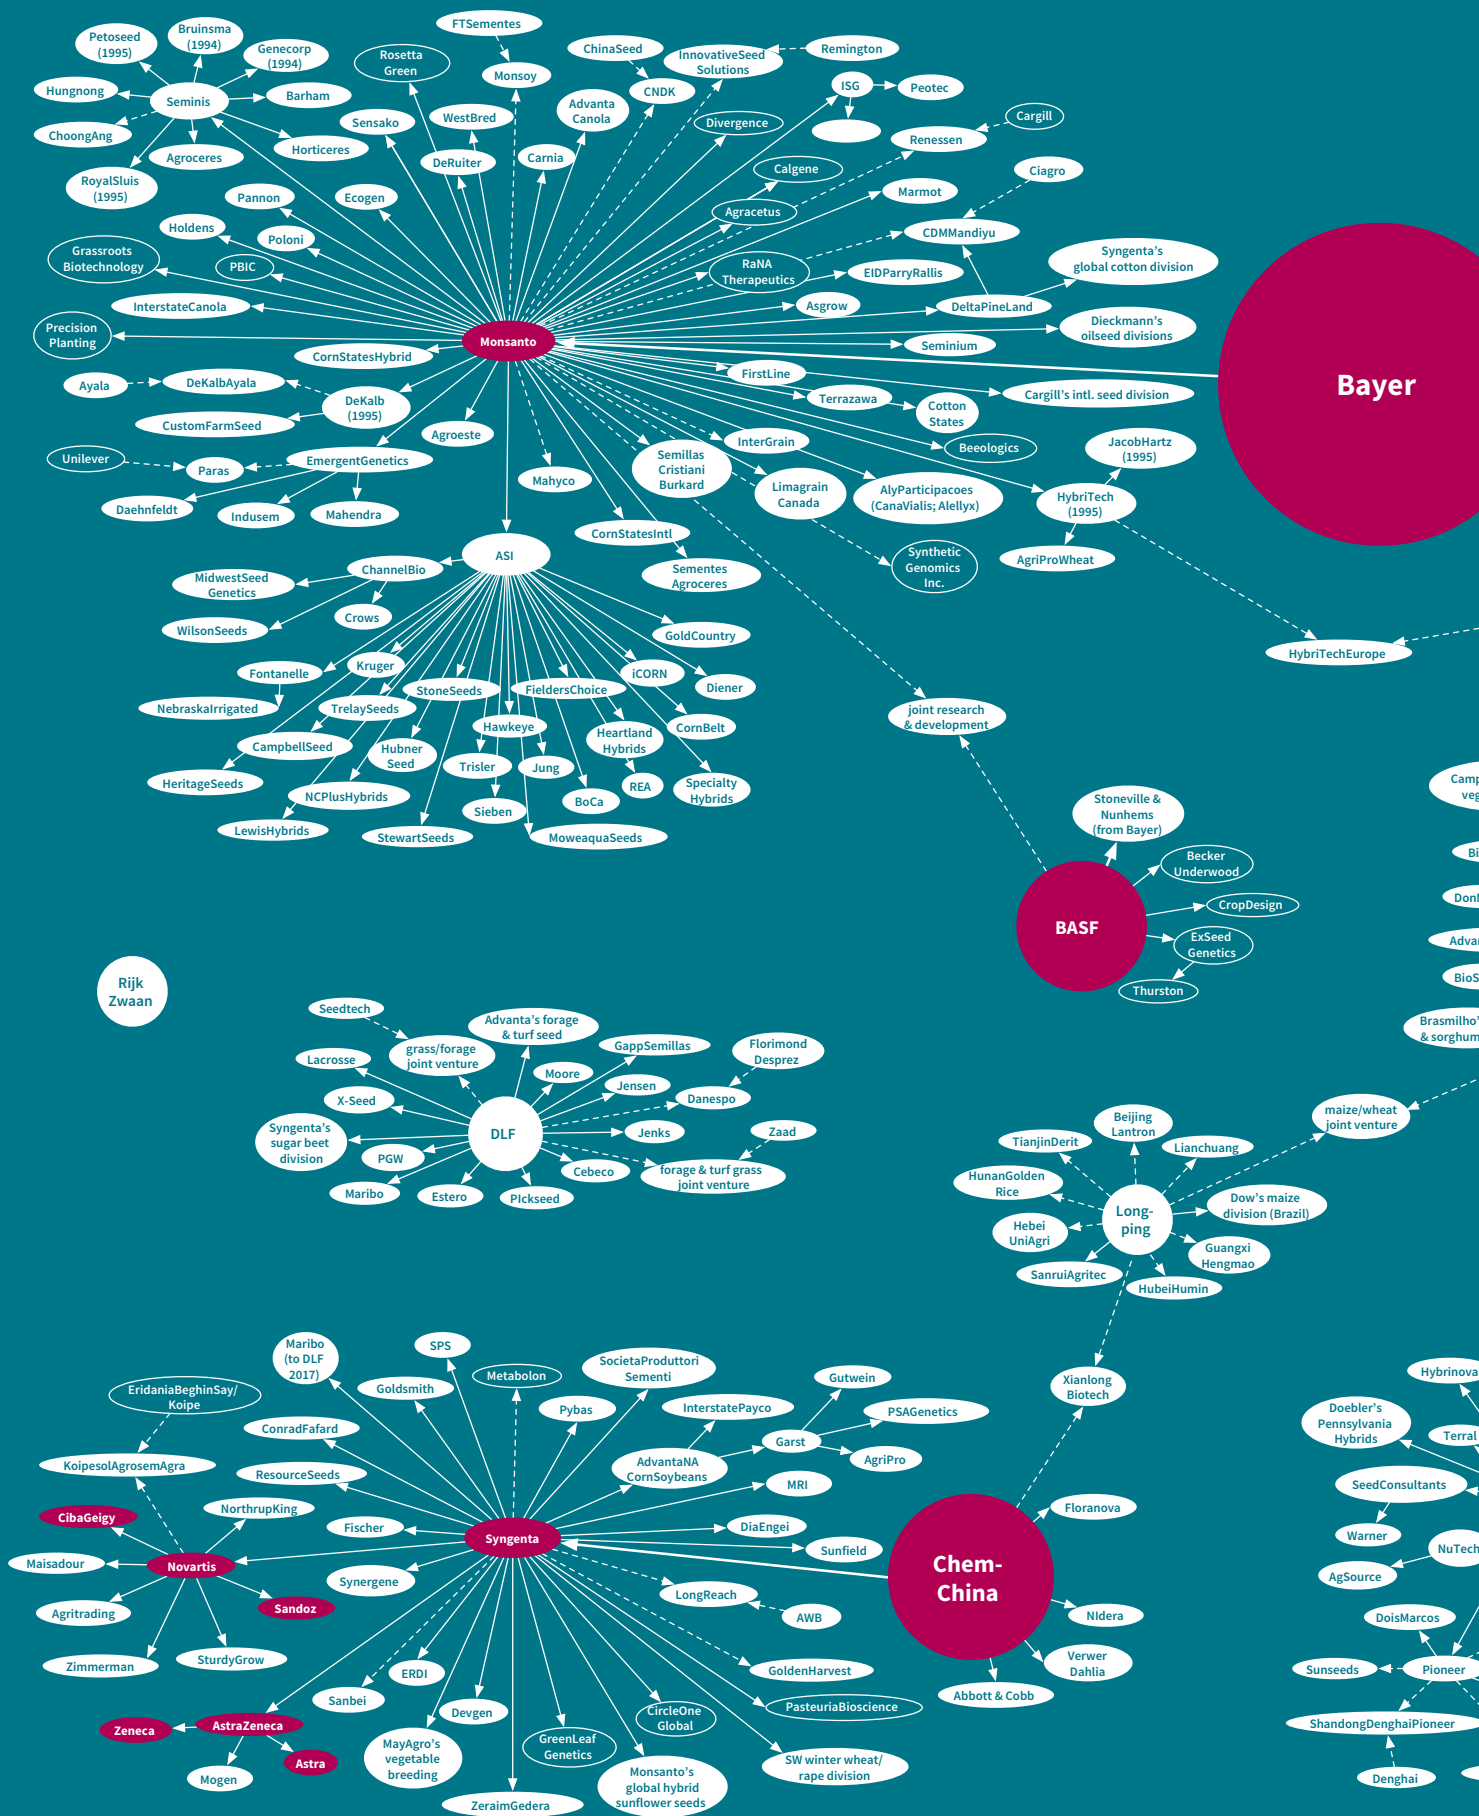 FTSementes
Petoseed
(1995)
Bruinsma
(1994)
Genecorp
(1994)
Rosetta
Green
Monsoy
ChinaSeed
InnovativeSeed
Solutions
Remington
Hungnong
Seminis
Barham
CNDK
ISG
Peotec
ChoongAng
Sensako
WestBred
Advanta
Canola
Divergence
Cargill
Renessen
Agroceres
Horticeres
DeRuiter
Carnia
Calgene
Ciagro
RoyalSluis
(1995)
Pannon
Ecogen
Marmot
Agracetus
Holdens
Poloni
CDMMandiyu
Grassroots
Biotechnology
PBIC
RaNA
Therapeutics
EIDParryRallis
Syngenta's
global cotton division
InterstateCanola
Asgrow
DeltaPineLand
Precision
Planting
Monsanto
Seminium
Dieckmann's
oilseed divisions
CornStatesHybrid
FirstLine
Bayer
Ayala
DeKalbAyala
DeKalb
(1995)
Terrazawa
Cotton
States
Cargill's intl. seed division
CustomFarmSeed
Agroeste
InterGrain
Beeologics
JacobHartz
(1995)
Unilever
Paras
EmergentGenetics
Semillas
Cristiani
Burkard
Mahyco
Limagrain
Canada
AlyParticipacoes
(CanaVialis; Alellyx)
HybriTech
(1995)
Daehnfeldt
Indusem
Mahendra
CornStatesIntl
AgriProWheat
ASI
ChannelBio
Sementes
Agroceres
Synthetic
Genomics
Inc.
MidwestSeed
Genetics
Crows
WilsonSeeds
GoldCountry
HybriTechEurope
Fontanelle
Kruger
iCORN
Diener
StoneSeeds
FieldersChoice
NebraskaIrrigated
TrelaySeeds
joint research
& development
Hawkeye
CornBelt
CampbellSeed
Hubner
Seed
Heartland
Hybrids
Trisler
Jung
HeritageSeeds
NCPlusHybrids
REA
Specialty
Hybrids
BoCa
Sieben
LewisHybrids
StewartSeeds
MoweaquaSeeds
Camp
veg
Stoneville &
Nunhems
(from Bayer)
Becker
Underwood
Bi
CropDesign
Donl
BASF
ExSeed
Genetics
Advar
BioS
Thurston
Rijk
Zwaan
Brasmilho'
& sorghum
Seedtech
Advanta's forage
& turf seed
grass/forage
joint venture
GappSemillas
Florimond
Desprez
Lacrosse
Moore
Jensen
X-Seed
Danespo
DLF
Syngenta's
sugar beet
division
Jenks
Zaad
PGW
Cebeco
forage & turf grass
joint venture
Maribo
Estero
PIckseed
maize/wheat
joint venture
Beijing
Lantron
TianjinDerit
Lianchuang
HunanGolden
Rice
Long-
ping
Dow's maize
division (Brazil)
Hebei
UniAgri
Guangxi
Hengmao
SanruiAgritec
HubeiHumin
Maribo
(to DLF
2017)
SPS
SocietaProduttori
Sementi
Metabolon
Goldsmith
EridaniaBeghinSay/
Koipe
Gutwein
Xianlong
Biotech
Hybrinova
InterstatePayco
PSAGenetics
Pybas
Doebler's
Pennsylvania
Hybrids
ConradFafard
Garst
Terral
KoipesolAgrosemAgra
ResourceSeeds
AdvantaNA
CornSoybeans
AgriPro
MRI
SeedConsultants
CibaGeigy
NorthrupKing
Floranova
Fischer
Syngenta
DiaEngei
Warner
Sunfield
NuTech
Maisadour
Novartis
Chem-
China
Synergene
LongReach
AgSource
Agritrading
Sandoz
AWB
NIdera
DoisMarcos
Zimmerman
SturdyGrow
ERDI
GoldenHarvest
Verwer
Dahlia
Sunseeds
Pioneer
Sanbei
Abbott & Cobb
Devgen
CircleOne
Global
PasteuriaBioscience
Zeneca
AstraZeneca
ShandongDenghaiPioneer
GreenLeaf
Genetics
MayAgro's
vegetable
breeding
Astra
SW winter wheat/
rape division
Mogen
Monsanto's
global hybrid
sunflower seeds
Denghai
ZeraimGedera